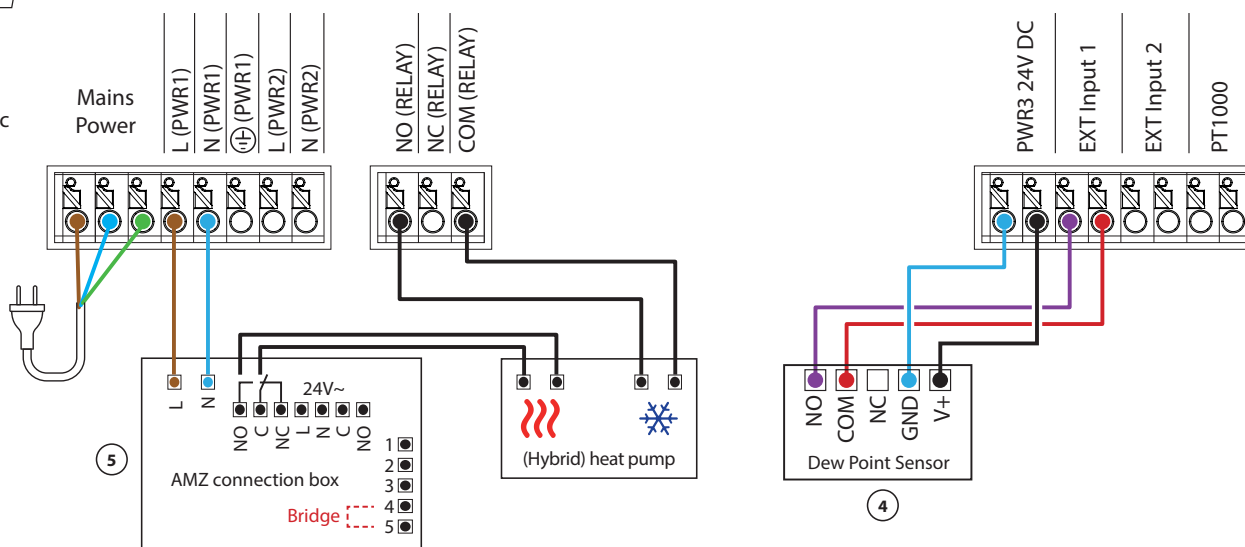 c
Mains
Power
L (PWR1)
N (PWR1)
(PWR1)
L (PWR2)
N (PWR2)
NO (RELAY)
NC (RELAY)
COM (RELAY)
PWR3 24V DC
EXT Input 1
EXT Input 2
PT1000
L
N
24V~
NO
C
NC
L
N
C
NO
1
2
3
4
5
AMZ connection box
Bridge
5
(Hybrid) heat pump
NO
COM
NC
GND
V+
Dew Point Sensor
4